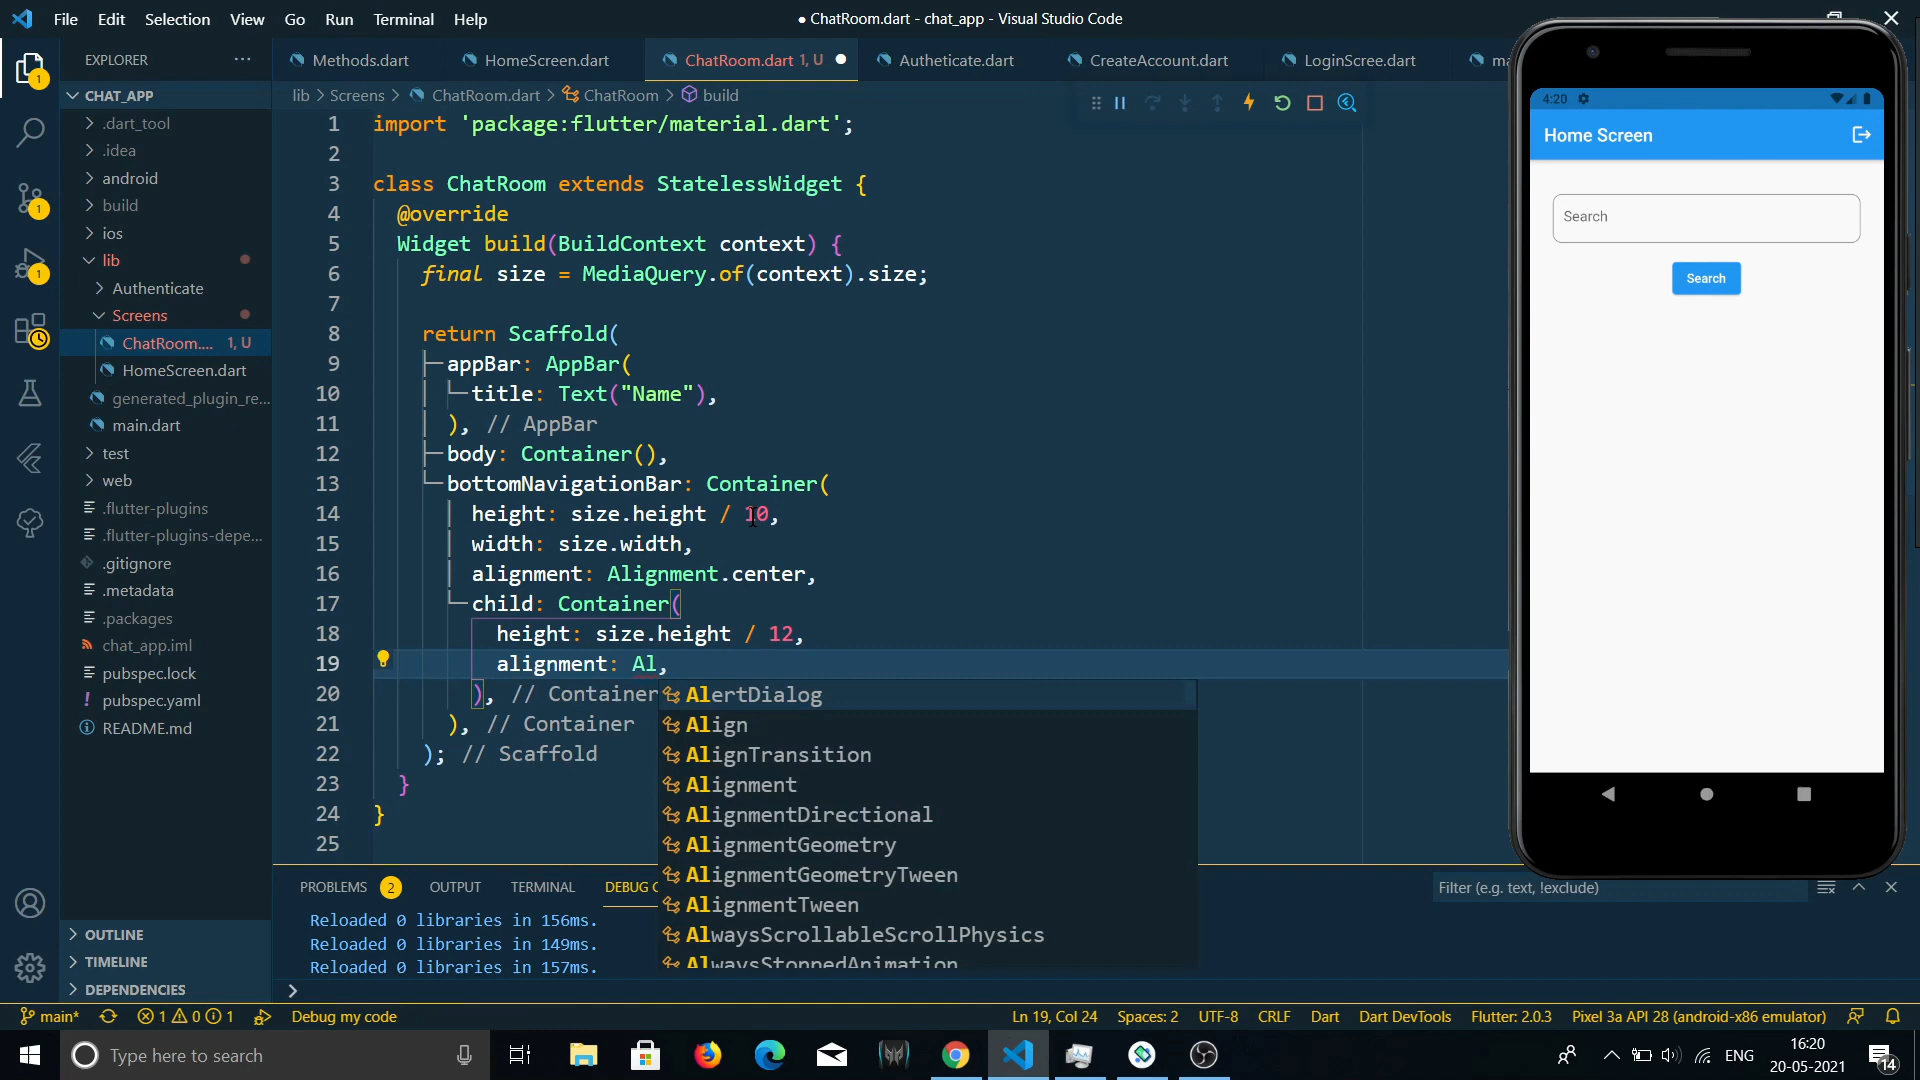 File Edit Selection View Go Run Terminal Help
● ChatRoom.dart - chat_app - Visual Studio Code
EXPLORER
Methods.dart HomeScreen.dart ChatRoom.dart 1, U Autheticate.dart CreateAccount.dart LoginScree.dart
lib > Screens > ChatRoom.dart > ChatRoom > build
CHAT_APP
.dart_tool
.idea
android
build
ios
lib
Authenticate
Screens
ChatRoom.... 1, U
HomeScreen.dart
generated_plugin_re...
main.dart
test
web
.flutter-plugins
.flutter-plugins-depe...
.gitignore
.metadata
.packages
chat_app.iml
pubspec.lock
pubspec.yaml
README.md
OUTLINE
TIMELINE
DEPENDENCIES
1 import 'package:flutter/material.dart';
2
3 class ChatRoom extends StatelessWidget {
4 @override
5 Widget build(BuildContext context) {
6 final size = MediaQuery.of(context).size;
7
8 return Scaffold(
9 appBar: AppBar(
10 title: Text("Name"),
11 ), // AppBar
12 body: Container(),
13 bottomNavigationBar: Container(
14 height: size.height / 10,
15 width: size.width,
16 alignment: Alignment.center,
17 child: Container(
18 height: size.height / 12,
19 alignment: Al,
20 ), // Container
21 ), // Container
22 ); // Scaffold
23 }
24 }
25
AlertDialog
Align
AlignTransition
Alignment
AlignmentDirectional
AlignmentGeometry
AlignmentGeometryTween
AlignmentTween
AlwaysScrollableScrollPhysics
AlwaysStoppedAnimation
PROBLEMS 2 OUTPUT TERMINAL DEBUG C
Filter (e.g. text, !exclude)
Reloaded 0 libraries in 156ms.
Reloaded 0 libraries in 149ms.
Reloaded 0 libraries in 157ms.
4:20
Home Screen
Search
Search
main* 1 0 1 Debug my code Ln 19, Col 24 Spaces: 2 UTF-8 CRLF Dart Dart DevTools Flutter: 2.0.3 Pixel 3a API 28 (android-x86 emulator)
Type here to search
ENG
16:20
20-05-2021
14